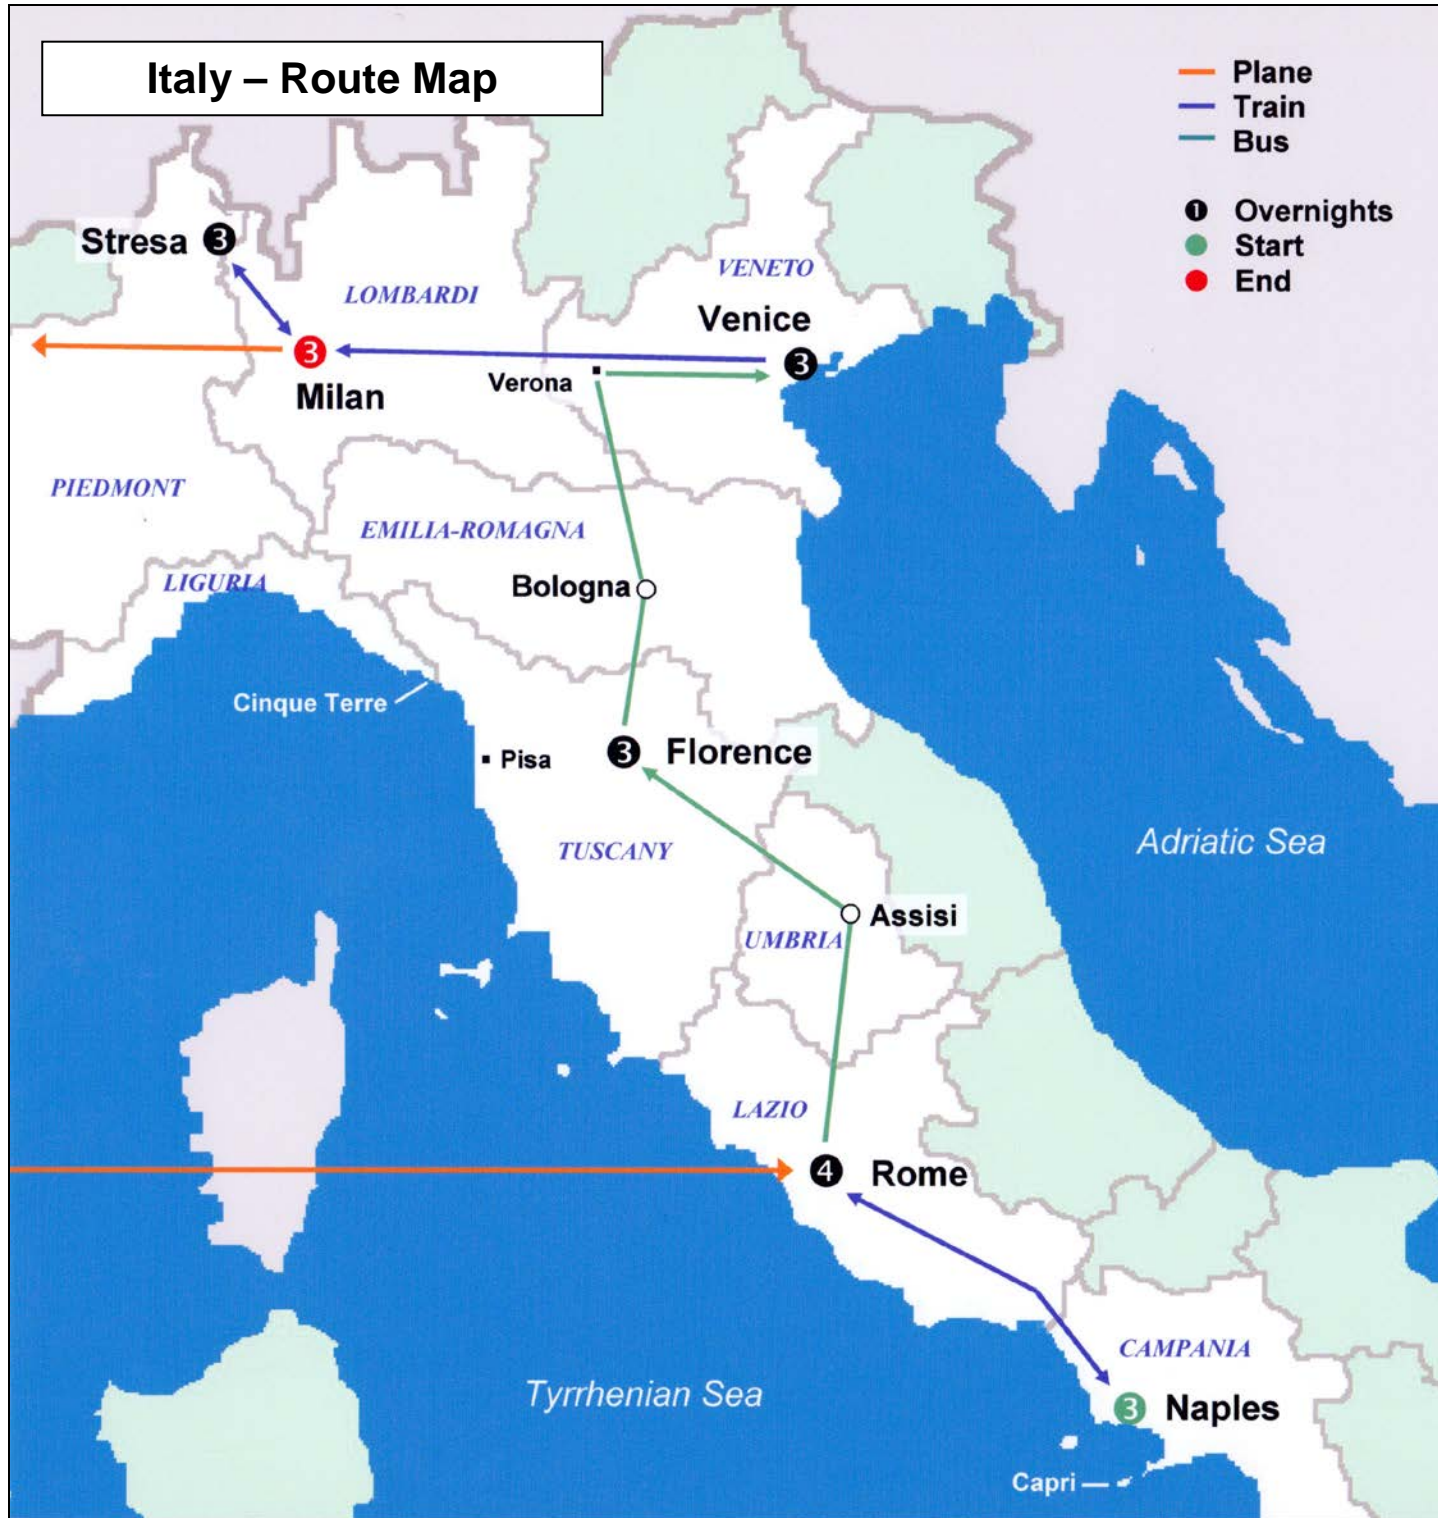 Italy – Route Map
Plane
Train
Bus
1 Overnights
Start
End
Stresa 3
LOMBARDI
VENETO
Venice
3
3
Milan
Verona
PIEDMONT
EMILIA-ROMAGNA
LIGURIA
Bologna
Cinque Terre
Pisa
3 Florence
TUSCANY
Adriatic Sea
Assisi
UMBRIA
LAZIO
4 Rome
CAMPANIA
Tyrrhenian Sea
3 Naples
Capri